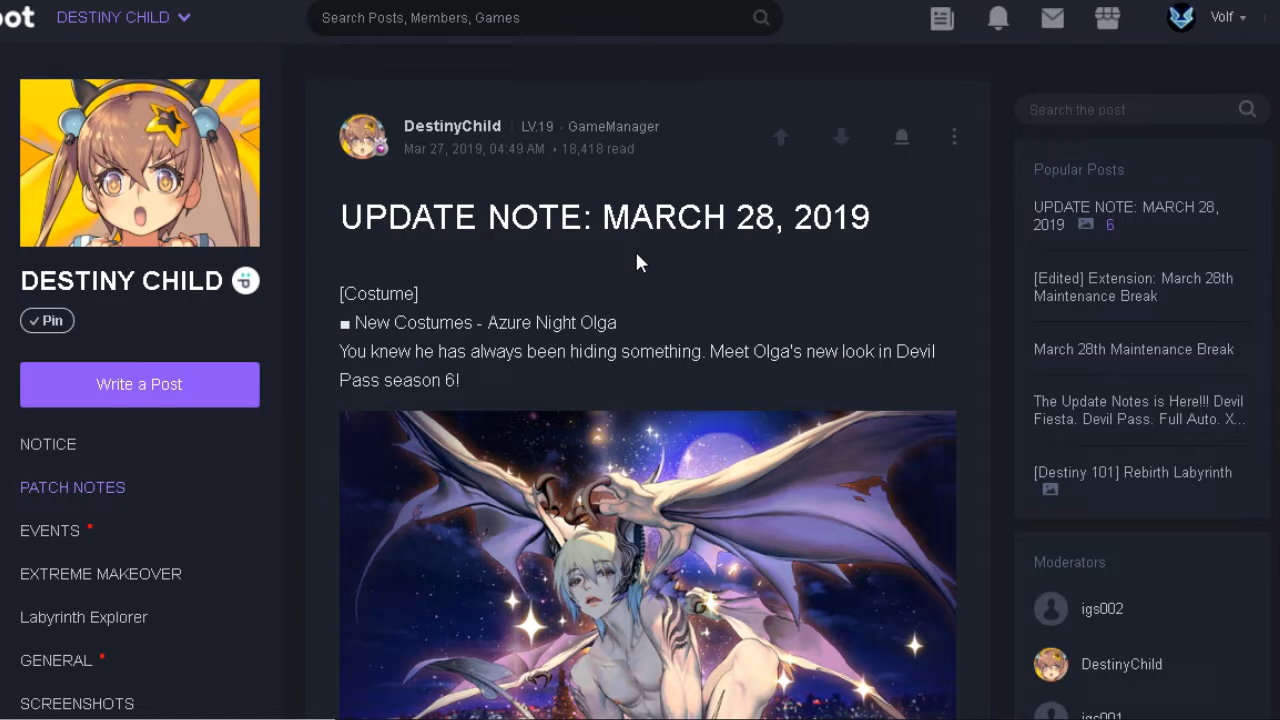 oot
DESTINY CHILD
Search Posts, Members, Games
Volf
DESTINY CHILD
Pin
Write a Post
NOTICE
PATCH NOTES
EVENTS
EXTREME MAKEOVER
Labyrinth Explorer
GENERAL
SCREENSHOTS
DestinyChild LV.19 · GameManager
Mar 27, 2019, 04:49 AM • 18,418 read
UPDATE NOTE: MARCH 28, 2019
[Costume]
■ New Costumes - Azure Night Olga
You knew he has always been hiding something. Meet Olga's new look in Devil
Pass season 6!
Search the post
Popular Posts
UPDATE NOTE: MARCH 28,
2019 6
[Edited] Extension: March 28th
Maintenance Break
March 28th Maintenance Break
The Update Notes is Here!!! Devil
Fiesta. Devil Pass. Full Auto. X...
[Destiny 101] Rebirth Labyrinth
Moderators
igs002
DestinyChild
igs001